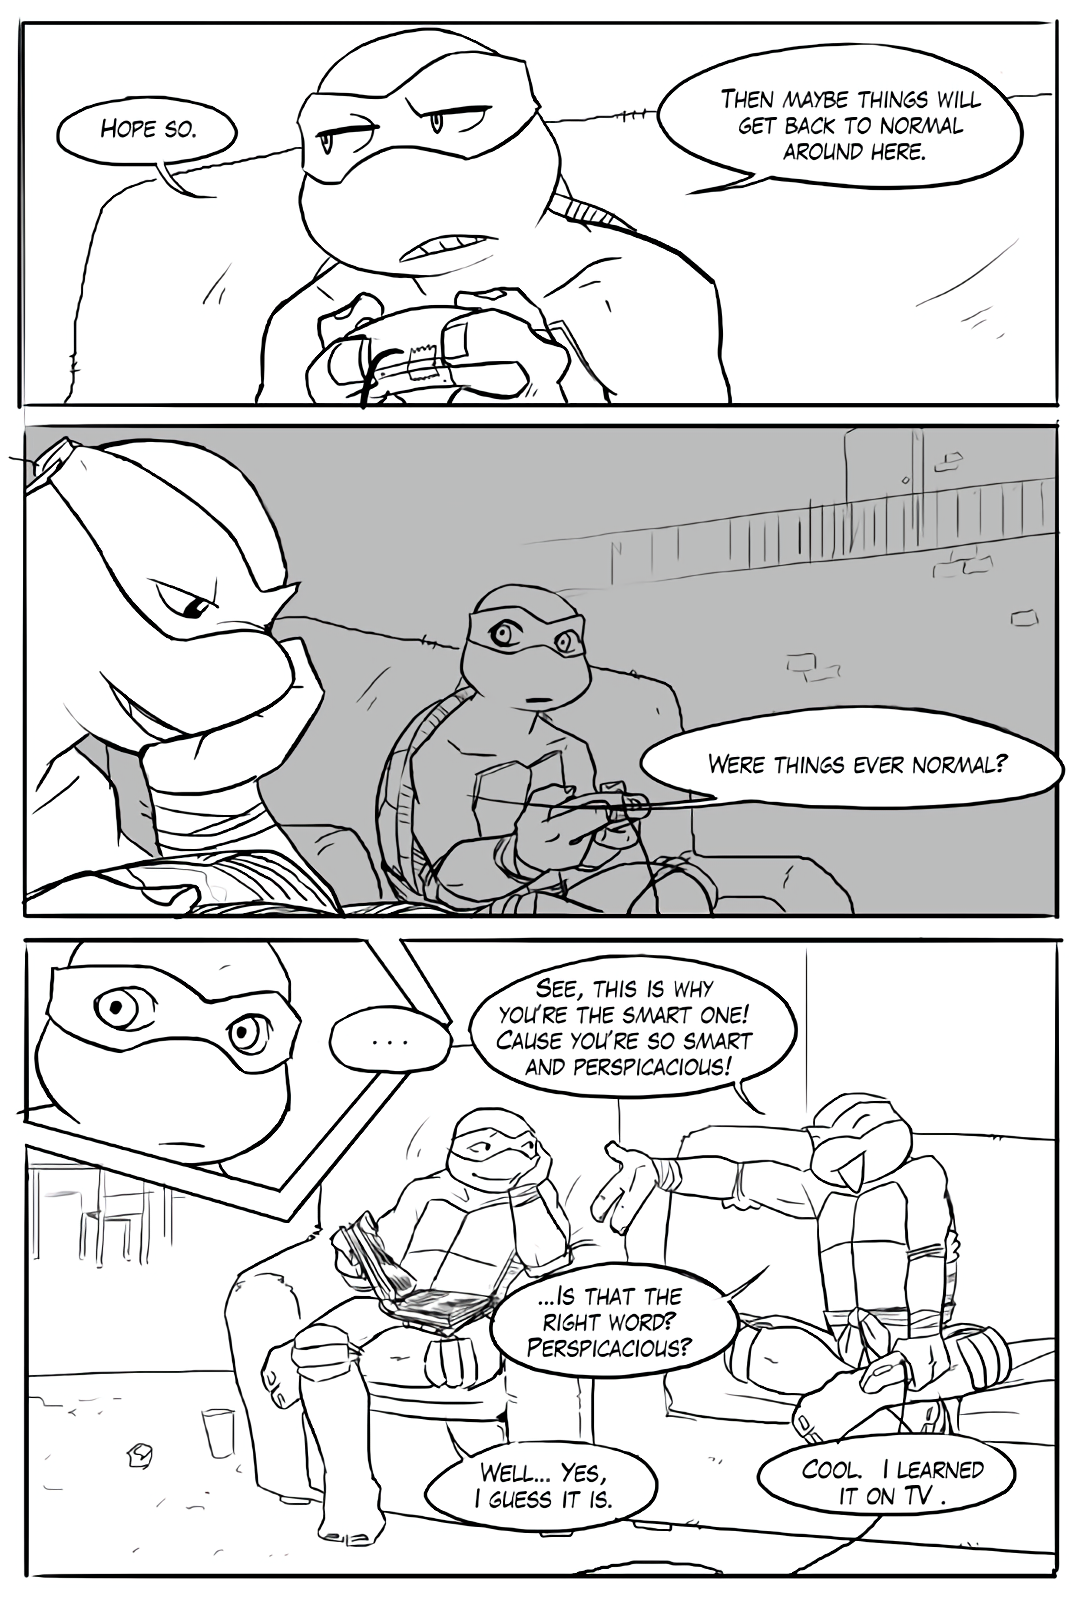 HOPE SO.
THEN MAYBE THINGS WILL
GET BACK TO NORMAL
AROUND HERE.
WERE THINGS EVER NORMAL?
...
SEE, THIS IS WHY
YOU'RE THE SMART ONE!
CAUSE YOU'RE SO SMART
AND PERSPICACIOUS!
...IS THAT THE
RIGHT WORD?
PERSPICACIOUS?
WELL... YES,
I GUESS IT IS.
COOL. I LEARNED
IT ON TV .